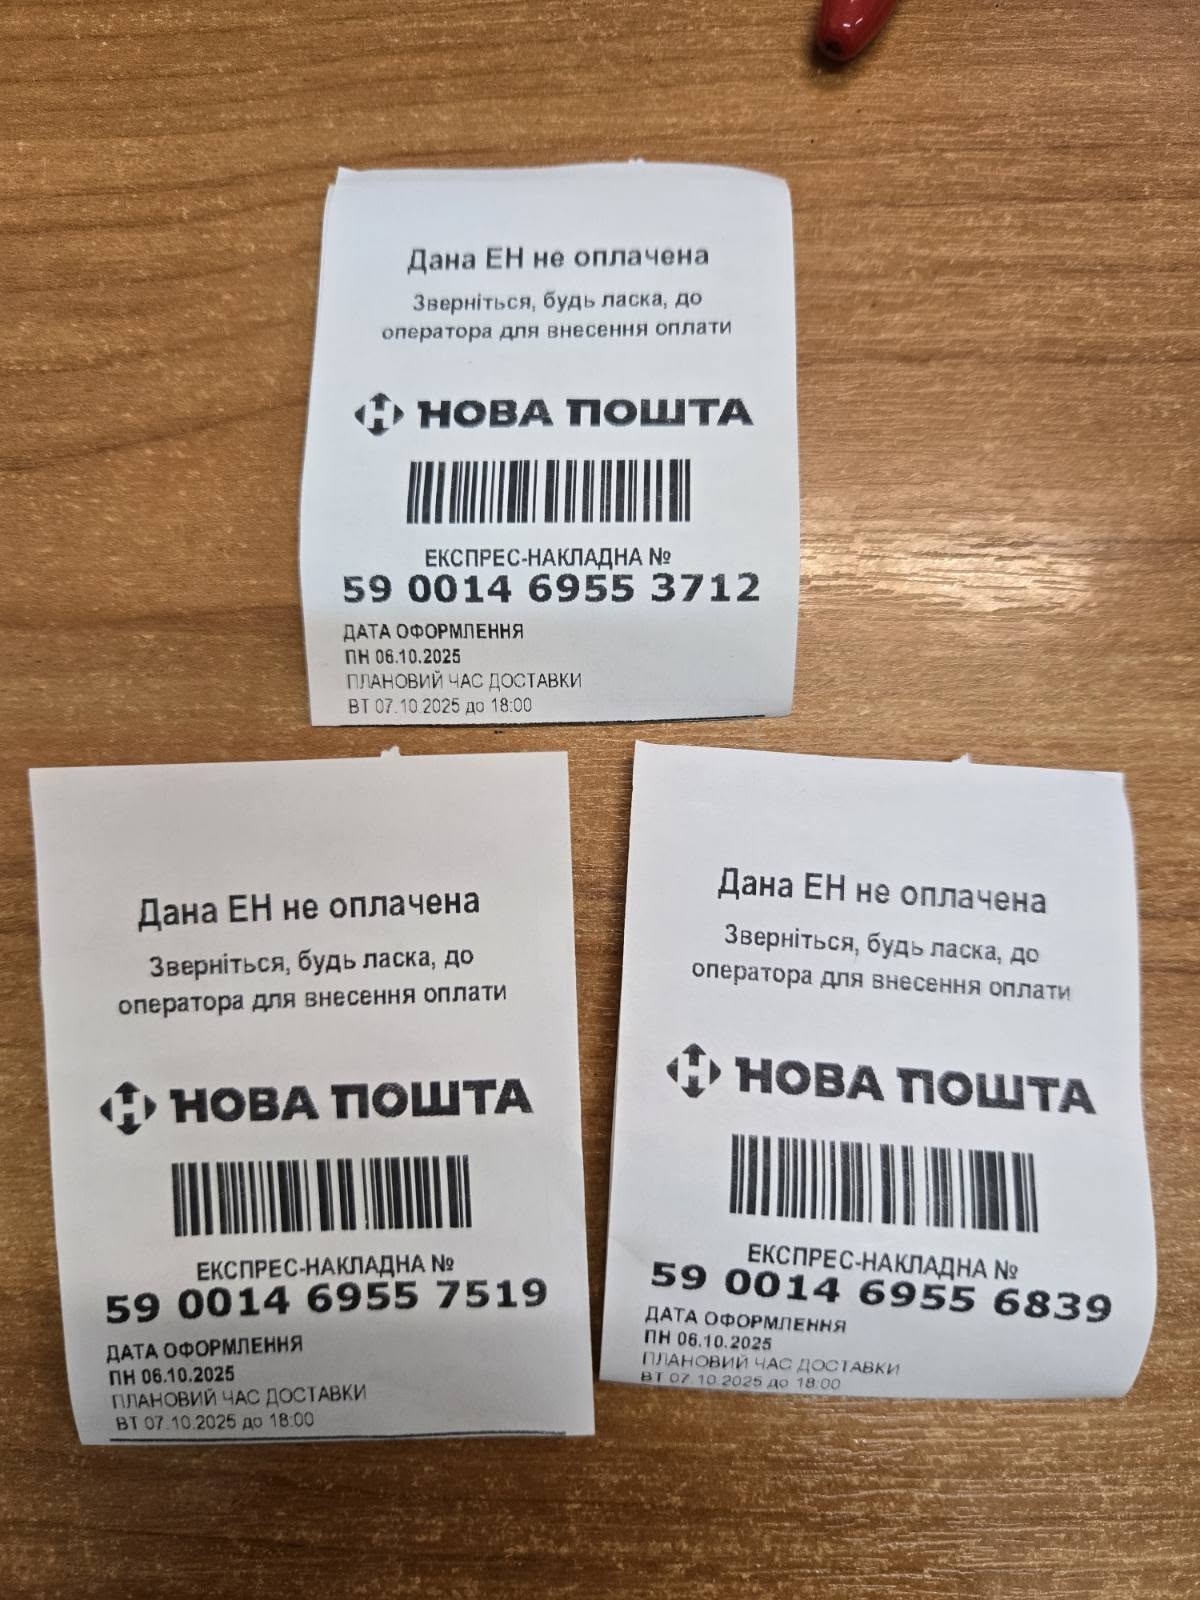 Дана ЕН не оплачена
Зверніться, будь ласка, до
оператора для внесення оплати
НОВА ПОШТА
ЕКСПРЕС-НАКЛАДНА №
59 0014 6955 3712
ДАТА ОФОРМЛЕННЯ
ПН 06.10.2025
ПЛАНОВИЙ ЧАС ДОСТАВКИ
ВТ 07.10.2025 до 18:00
Дана ЕН не оплачена
Зверніться, будь ласка, до
оператора для внесення оплати
НОВА ПОШТА
ЕКСПРЕС-НАКЛАДНА №
59 0014 6955 7519
ДАТА ОФОРМЛЕННЯ
ПН 06.10.2025
ПЛАНОВИЙ ЧАС ДОСТАВКИ
ВТ 07.10.2025 до 18:00
Дана ЕН не оплачена
Зверніться, будь ласка, до
оператора для внесення оплати
НОВА ПОШТА
ЕКСПРЕС-НАКЛАДНА №
59 0014 6955 6839
ДАТА ОФОРМЛЕННЯ
ПН 06.10.2025
ПЛАНОВИЙ ЧАС ДОСТАВКИ
ВТ 07.10.2025 до 18:00